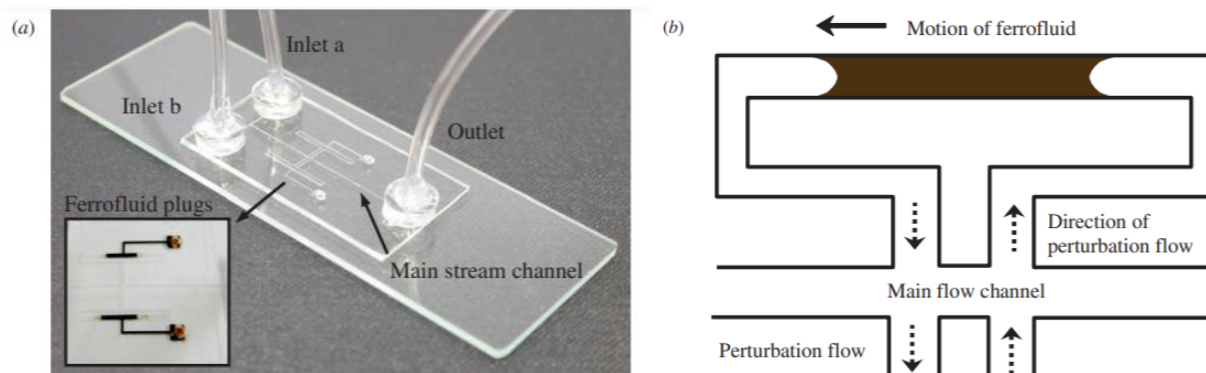 (a)
Inlet a
Inlet b
Outlet
Ferrofluid plugs
Main stream channel
(b)
Motion of ferrofluid
Direction of
perturbation flow
Main flow channel
Perturbation flow